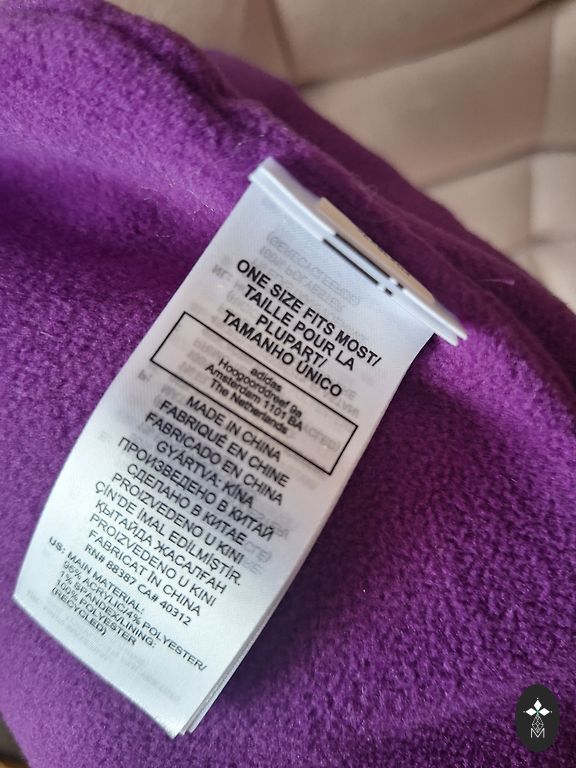 ONE SIZE FITS MOST/
TAILLE POUR LA
PLUPART/
TAMANHO ÚNICO
adidas
Hoogoorddreef 9a
Amsterdam 1101 BA
The Netherlands
MADE IN CHINA
FABRIQUÉ EN CHINE
FABRICADO EN CHINA
GYÁRTVA: KÍNA
ПРОИЗВЕДЕНО В КИТАЙ
СДЕЛАНО В КИТАЕ
PROIZVEDENO U KINI
ÇİN'DE İMAL EDİLMİŞTİR.
ҚЫТАЙДА ЖАСАЛҒАН
PROIZVEDENO U KINI
FABRICAT ÎN CHINA
RN# 88387 CA# 40312
US: MAIN MATERIAL:
95% ACRYLIC/4% POLYESTER/
1% SPANDEX/LINING:
100% POLYESTER
(RECYCLED)
M